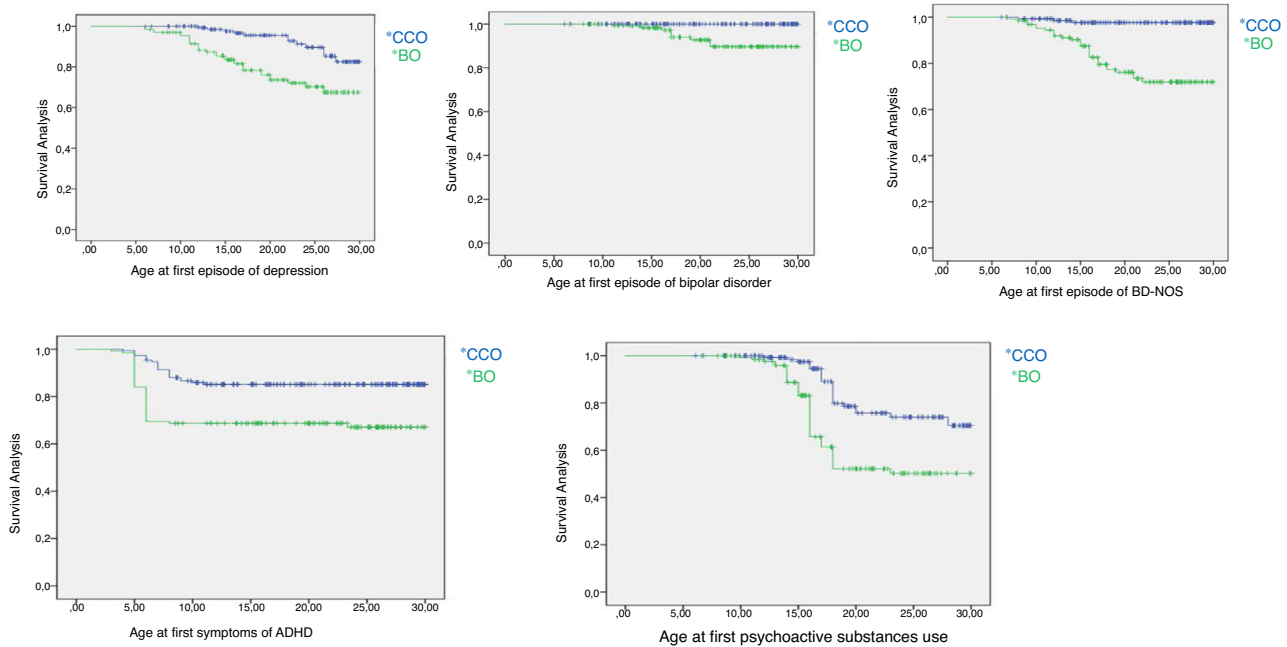 Survival Analysis
1,0
0,8
0,6
0,4
0,2
0,0
,00 5,00 10,00 15,00 20,00 25,00 30,00
Age at first episode of depression
*CCO
*BO
Survival Analysis
1,0
0,8
0,6
0,4
0,2
0,0
,00 5,00 10,00 15,00 20,00 25,00 30,00
Age at first episode of bipolar disorder
*CCO
*BO
Survival Analysis
1,0
0,8
0,6
0,4
0,2
0,0
,00 5,00 10,00 15,00 20,00 25,00 30,00
Age at first episode of BD-NOS
*CCO
*BO
Survival Analysis
1,0
0,8
0,6
0,4
0,2
0,0
,00 5,00 10,00 15,00 20,00 25,00 30,00
Age at first symptoms of ADHD
*CCO
*BO
Survival Analysis
1,0
0,8
0,6
0,4
0,2
0,0
,00 5,00 10,00 15,00 20,00 25,00 30,00
Age at first psychoactive substances use
*CCO
*BO